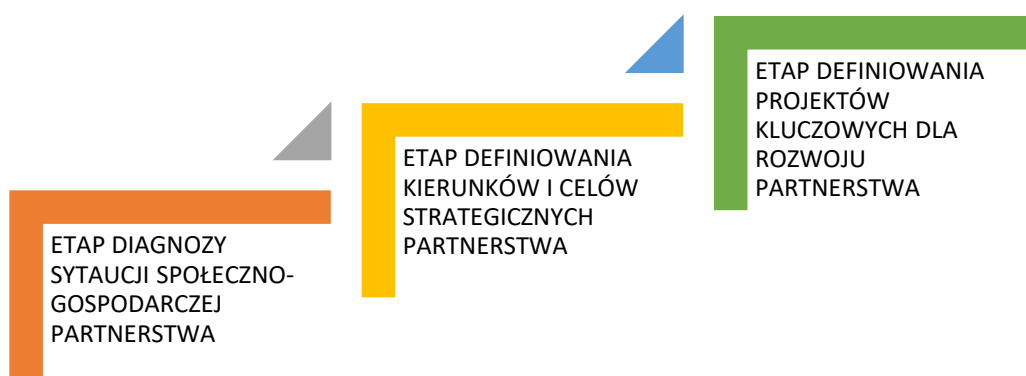 ETAP DIAGNOZY
SYTAUCJI SPOŁECZNO-
GOSPODARCZEJ
PARTNERSTWA
ETAP DEFINIOWANIA
KIERUNKÓW I CELÓW
STRATEGICZNYCH
PARTNERSTWA
ETAP DEFINIOWANIA
PROJEKTÓW
KLUCZOWYCH DLA
ROZWOJU
PARTNERSTWA